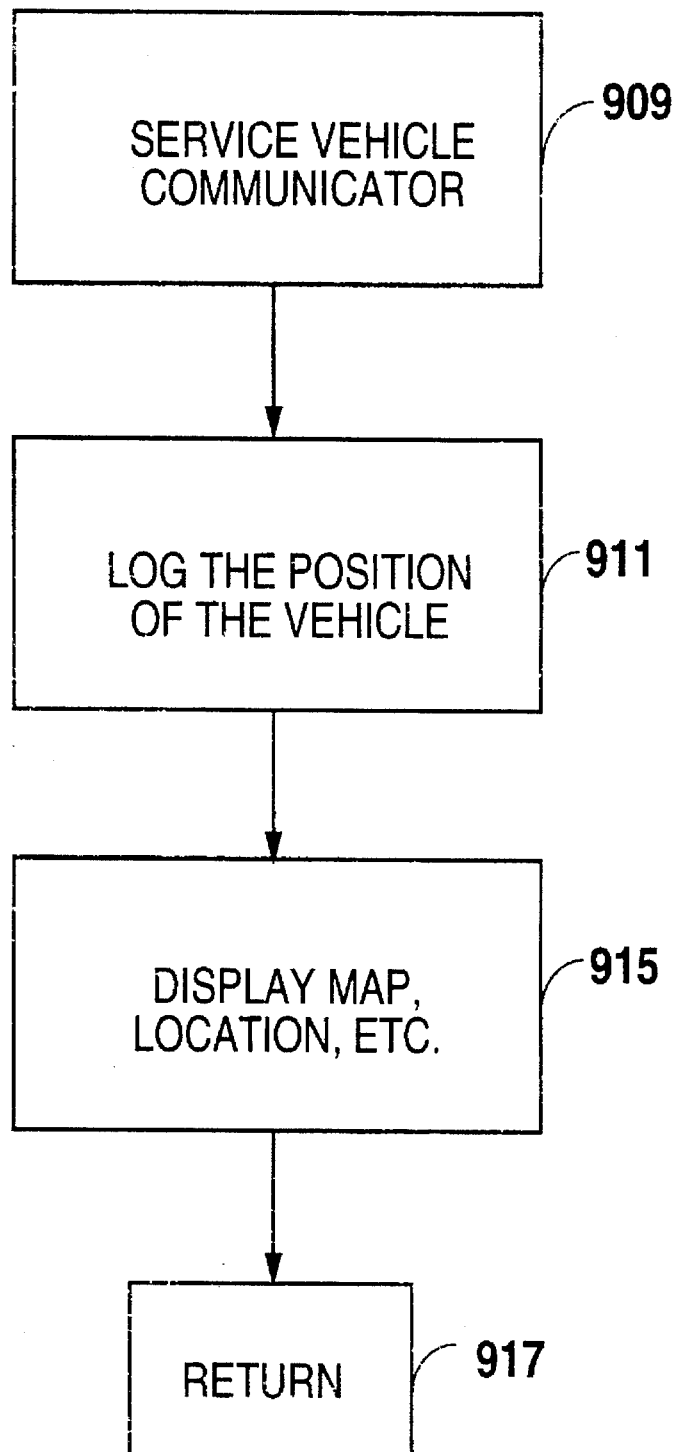 SERVICE VEHICLE
COMMUNICATOR
909
LOG THE POSITION
OF THE VEHICLE
911
DISPLAY MAP,
LOCATION, ETC.
915
RETURN
917